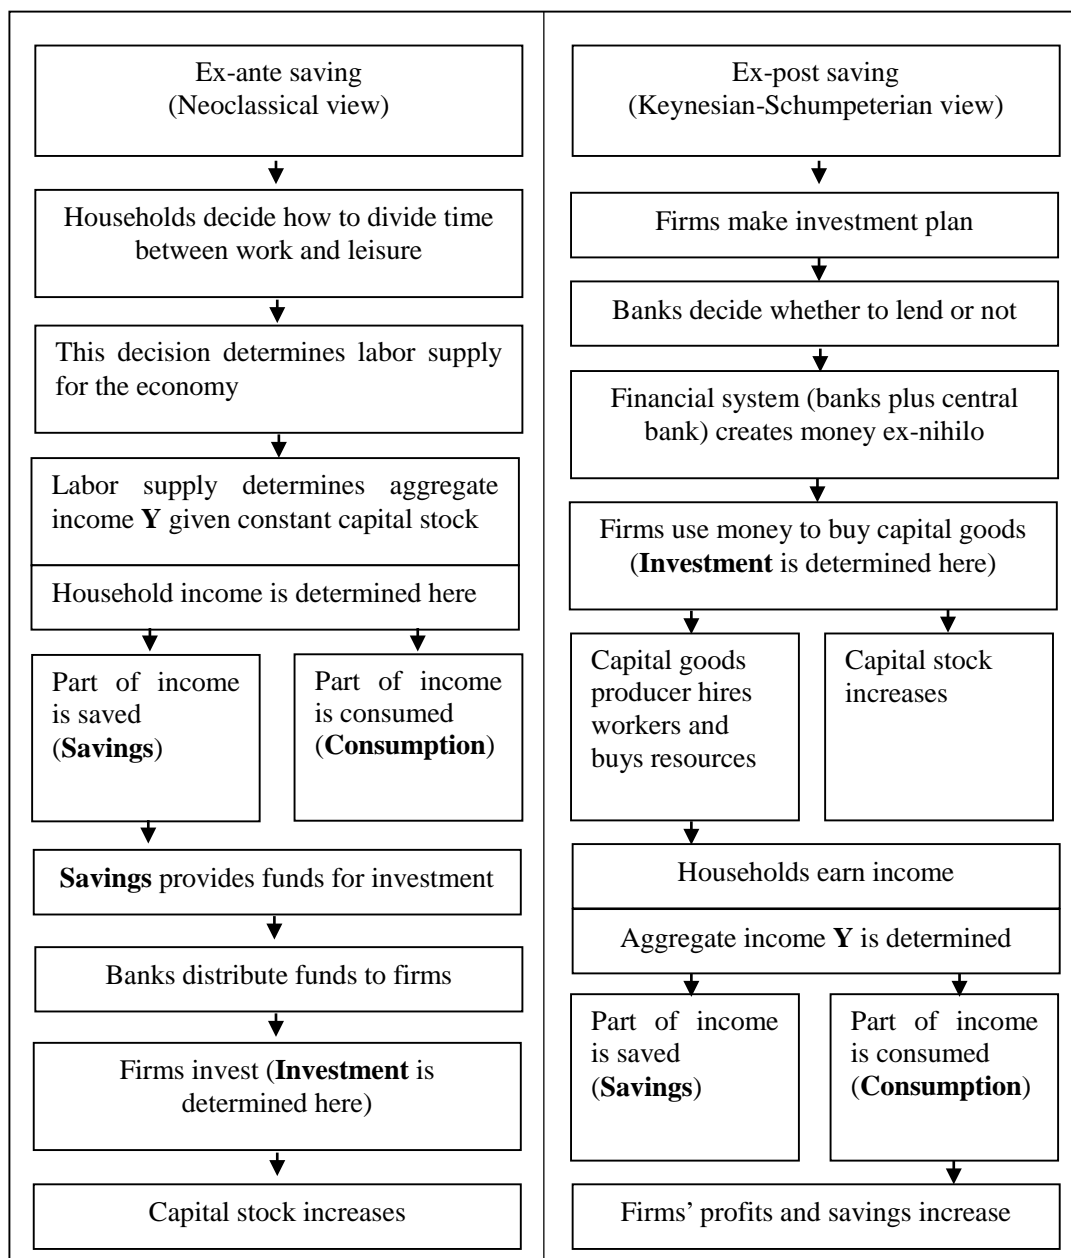 Ex-ante saving
(Neoclassical view)
Households decide how to divide time
between work and leisure
This decision determines labor supply
for the economy
Labor supply determines aggregate
income Y given constant capital stock
Household income is determined here
Part of income
is saved
(Savings)
Part of income
is consumed
(Consumption)
Savings provides funds for investment
Banks distribute funds to firms
Firms invest (Investment is
determined here)
Capital stock increases
Ex-post saving
(Keynesian-Schumpeterian view)
Firms make investment plan
Banks decide whether to lend or not
Financial system (banks plus central
bank) creates money ex-nihilo
Firms use money to buy capital goods
(Investment is determined here)
Capital goods
producer hires
workers and
buys resources
Capital stock
increases
Households earn income
Aggregate income Y is determined
Part of income
is saved
(Savings)
Part of income
is consumed
(Consumption)
Firms’ profits and savings increase